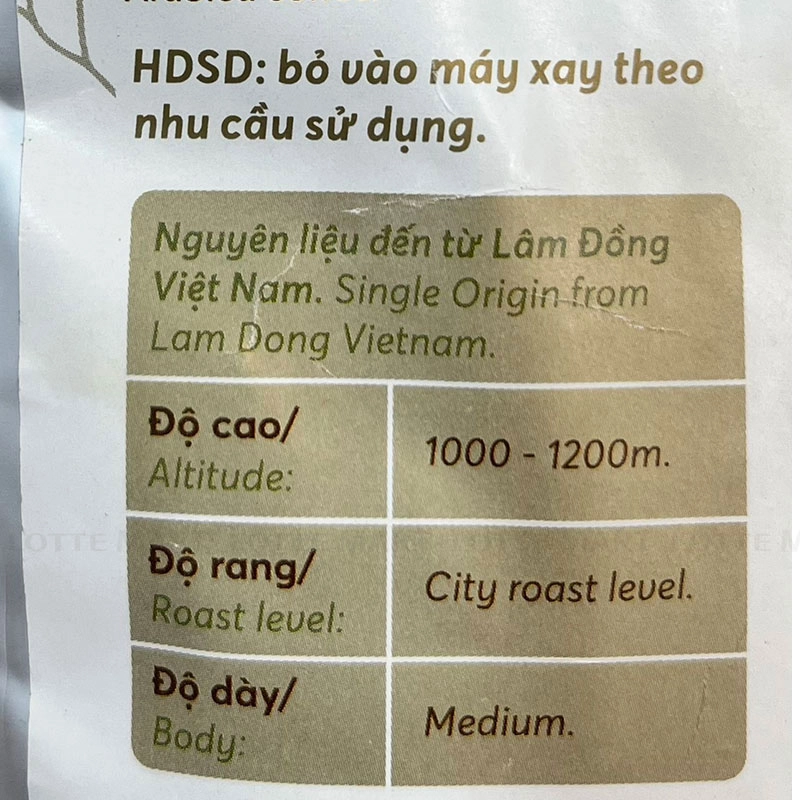 HDSD: bỏ vào máy xay theo
nhu cầu sử dụng.
Nguyên liệu đến từ Lâm Đồng
Việt Nam. Single Origin from
Lam Dong Vietnam.
Độ cao/
Altitude:
1000 - 1200m.
Độ rang/
Roast level:
City roast level.
Độ dày/
Body:
Medium.